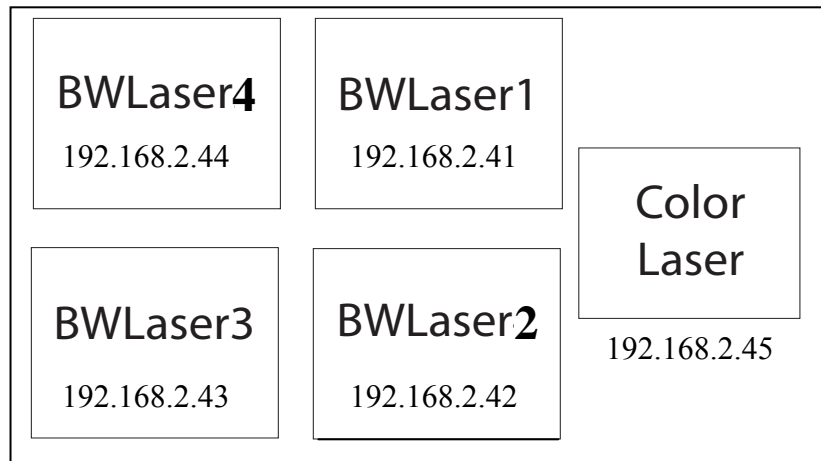 BWLaser4
192.168.2.44
BWLaser1
192.168.2.41
Color
Laser
192.168.2.45
BWLaser3
192.168.2.43
BWLaser2
192.168.2.42